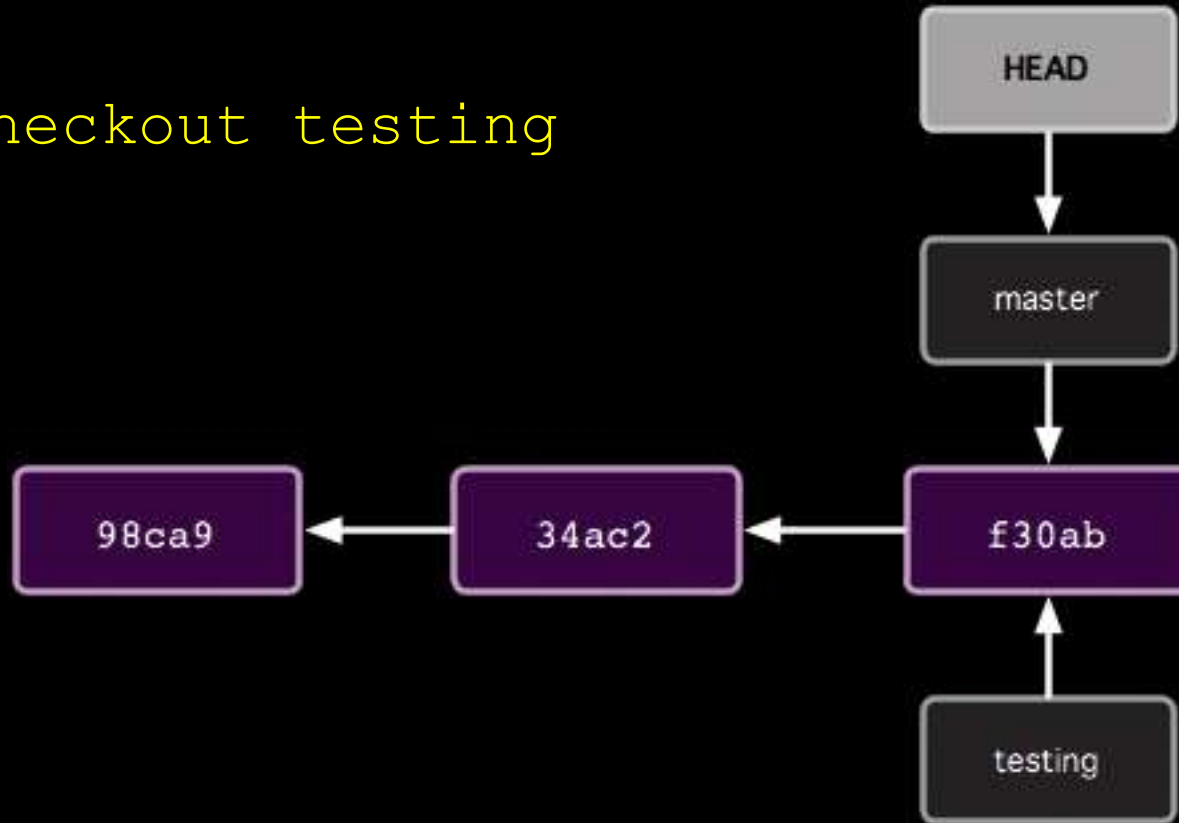 HEAD
heckout testing
master
98ca9
34ac2
f30ab
testing